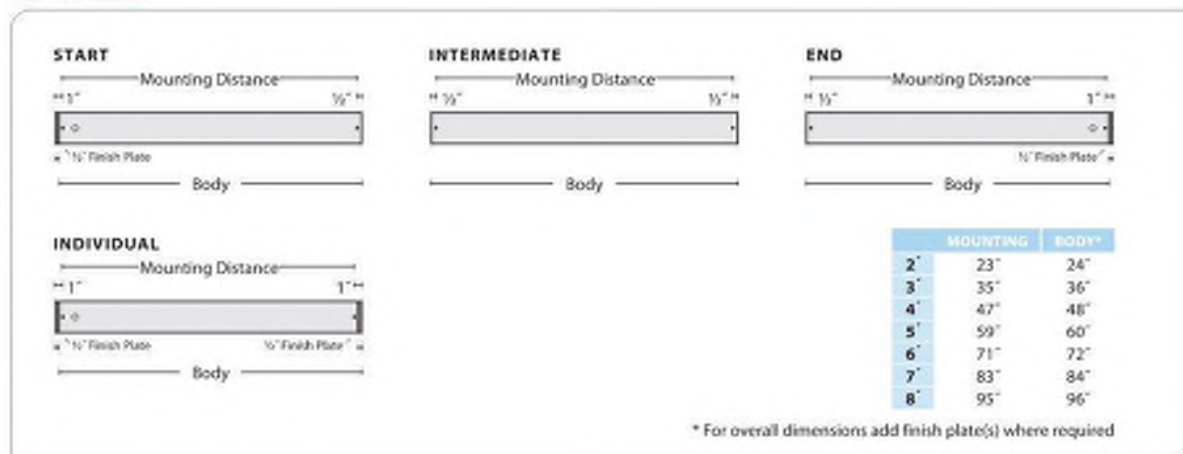 START
Mounting Distance
1" ½"
½" Finish Plate
Body
INTERMEDIATE
Mounting Distance
½" ½"
Body
END
Mounting Distance
½" 1"
½" Finish Plate
Body
INDIVIDUAL
Mounting Distance
1" 1"
½" Finish Plate ½" Finish Plate
Body
MOUNTING BODY*
2' 23" 24"
3' 35" 36"
4' 47" 48"
5' 59" 60"
6' 71" 72"
7' 83" 84"
8' 95" 96"
* For overall dimensions add finish plate(s) where required